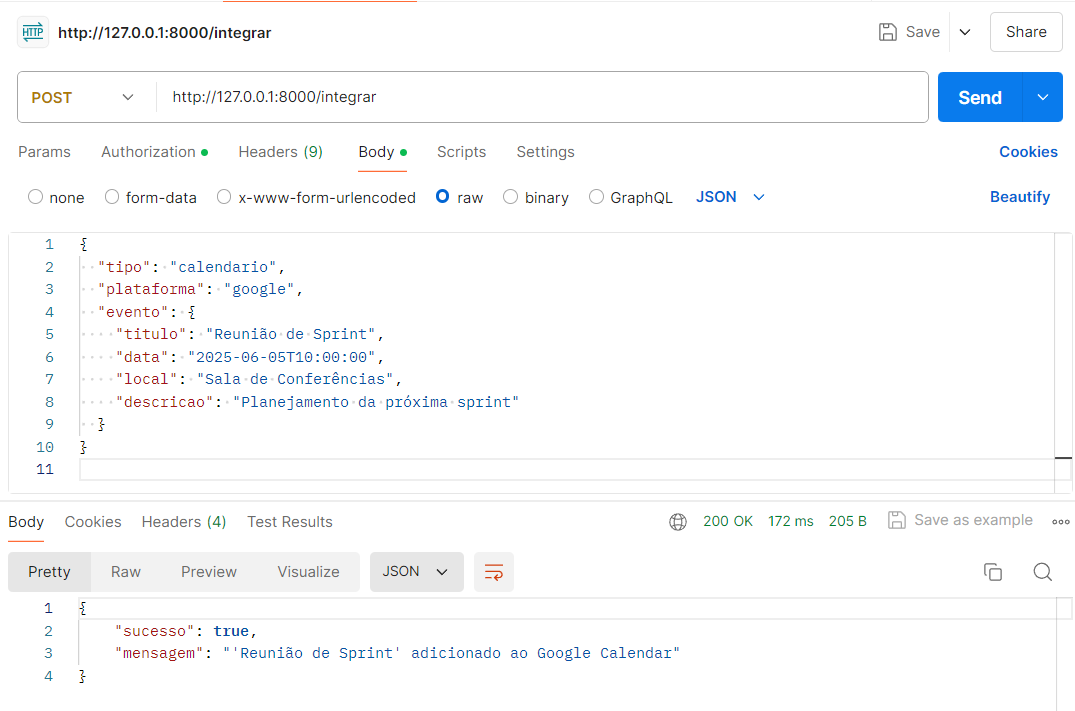 HTTP http://127.0.0.1:8000/integrar Save Share
POST http://127.0.0.1:8000/integrar Send
Params Authorization Headers (9) Body Scripts Settings Cookies
none form-data x-www-form-urlencoded raw binary GraphQL JSON Beautify
1 {
2 "tipo": "calendario",
3 "plataforma": "google",
4 "evento": {
5 "titulo": "Reunião de Sprint",
6 "data": "2025-06-05T10:00:00",
7 "local": "Sala de Conferências",
8 "descricao": "Planejamento da próxima sprint"
9 }
10 }
11
Body Cookies Headers (4) Test Results 200 OK 172 ms 205 B Save as example
Pretty Raw Preview Visualize JSON
1 {
2 "sucesso": true,
3 "mensagem": "'Reunião de Sprint' adicionado ao Google Calendar"
4 }